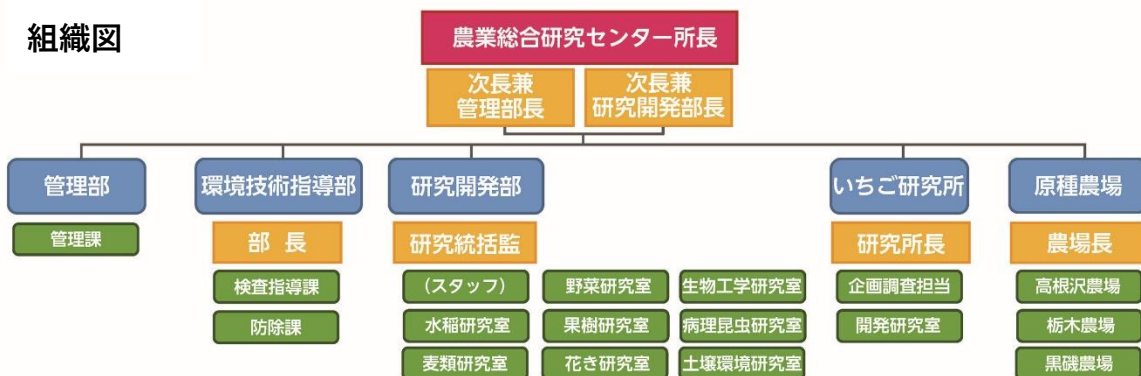 組織図
農業総合研究センター所長
次長兼
管理部長
次長兼
研究開発部長
管理部
環境技術指導部
研究開発部
いちご研究所
原種農場
管理課
部 長
研究統括監
研究所長
農場長
検査指導課
防除課
(スタッフ)
野菜研究室
生物工学研究室
水稲研究室
果樹研究室
病理昆虫研究室
麦類研究室
花き研究室
土壌環境研究室
企画調査担当
開発研究室
高根沢農場
栃木農場
黒磯農場